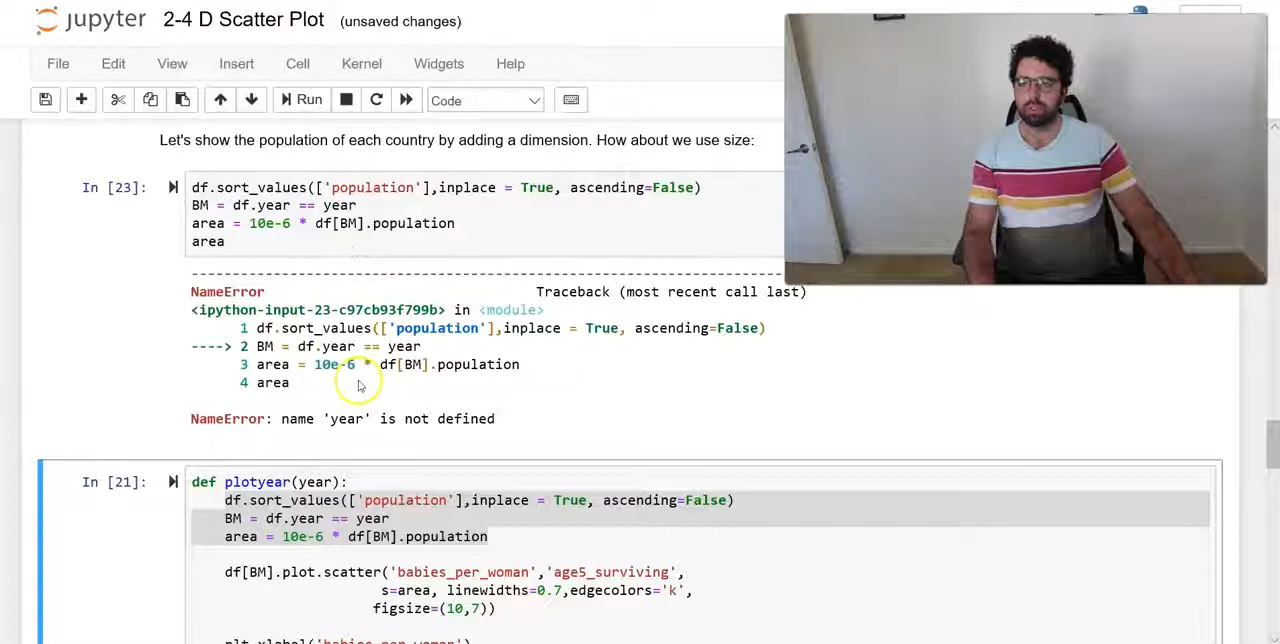 jupyter 2-4 D Scatter Plot (unsaved changes)
File Edit View Insert Cell Kernel Widgets Help
Run Code
Let's show the population of each country by adding a dimension. How about we use size:
In [23]: df.sort_values(['population'],inplace = True, ascending=False)
BM = df.year == year
area = 10e-6 * df[BM].population
area
---------------------------------------------------------------------------
NameError Traceback (most recent call last)
<ipython-input-23-c97cb93f799b> in <module>
1 df.sort_values(['population'],inplace = True, ascending=False)
----> 2 BM = df.year == year
3 area = 10e-6 * df[BM].population
4 area
NameError: name 'year' is not defined
In [21]: def plotyear(year):
df.sort_values(['population'],inplace = True, ascending=False)
BM = df.year == year
area = 10e-6 * df[BM].population
df[BM].plot.scatter('babies_per_woman','age5_surviving',
s=area, linewidths=0.7,edgecolors='k',
figsize=(10,7))
plt.xlabel('babies_per_woman')